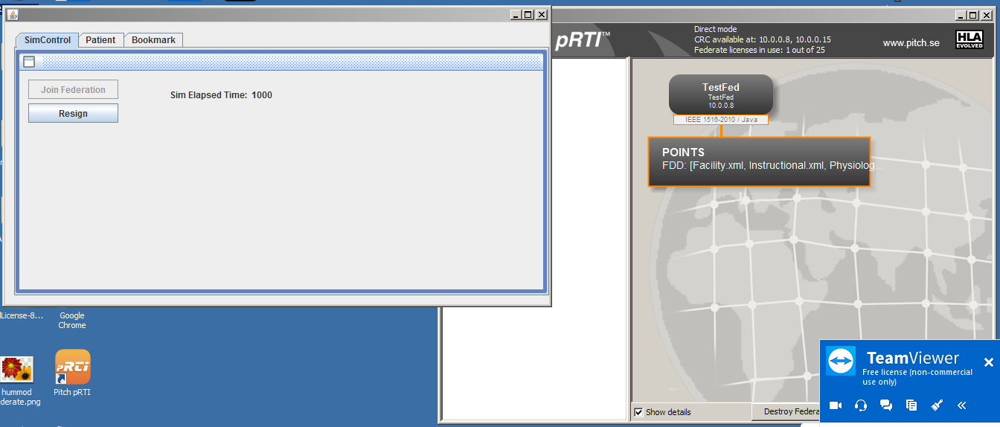 SimControl
Patient
Bookmark
Join Federation
Resign
Sim Elapsed Time: 1000
pRTI™
Direct mode
CRC available at: 10.0.0.8, 10.0.0.15
Federate licenses in use: 1 out of 25
www.pitch.se
HLA
EVOLVED
TestFed
TestFed
10.0.0.8
IEEE 1516-2010 / Java
POINTS
FDD: [Facility.xml, Instructional.xml, Physiolog...
Show details
Destroy Federa
License-8...
Google
Chrome
hummod
derate.png
pRTI
Pitch pRTI
TeamViewer
Free license (non-commercial
use only)